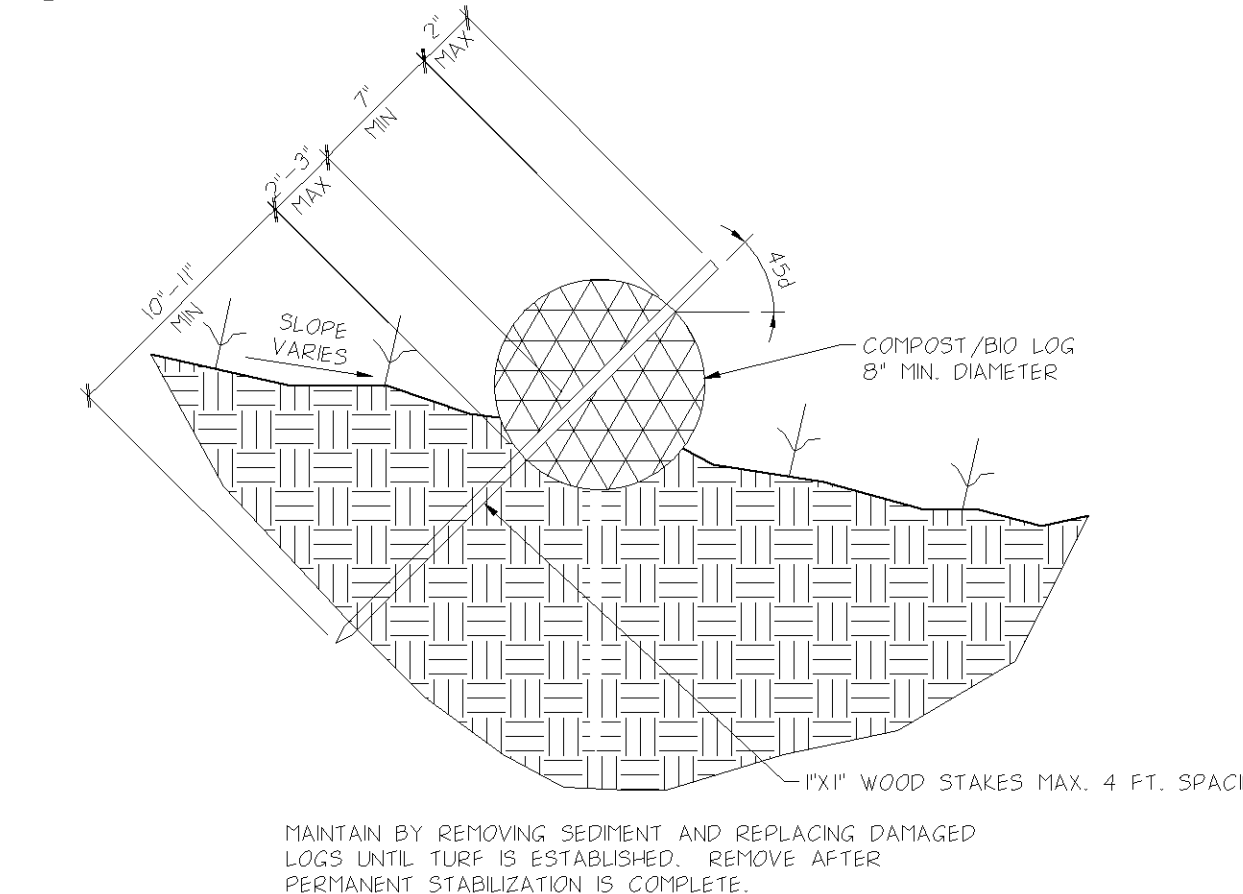 2"
MAX
7"
MIN
2"-3"
MAX
10"-11"
MIN
SLOPE
VARIES
45d
COMPOST/BIO LOG
8" MIN. DIAMETER
1"X1" WOOD STAKES MAX. 4 FT. SPACI
MAINTAIN BY REMOVING SEDIMENT AND REPLACING DAMAGED
LOGS UNTIL TURF IS ESTABLISHED. REMOVE AFTER
PERMANENT STABILIZATION IS COMPLETE.